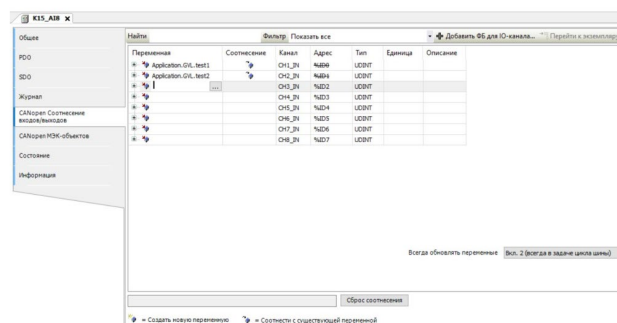 K15_AI8 x
Общее
PDO
SDO
Журнал
CANopen Соотнесение входов/выходов
CANopen МЭК-объектов
Состояние
Информация
Найти Фильтр Показать все Добавить ФБ для IO-канала... Перейти к экземпляру
Переменная Соотнесение Канал Адрес Тип Единица Описание
Application.GVL.test1 CH1_IN %ID0 UDINT
Application.GVL.test2 CH2_IN %ID1 UDINT
... CH3_IN %ID2 UDINT
CH4_IN %ID3 UDINT
CH5_IN %ID4 UDINT
CH6_IN %ID5 UDINT
CH7_IN %ID6 UDINT
CH8_IN %ID7 UDINT
Всегда обновлять переменные Вкл. 2 (всегда в задаче цикла шины)
Сброс соотнесения
= Создать новую переменную = Соотнести с существующей переменной